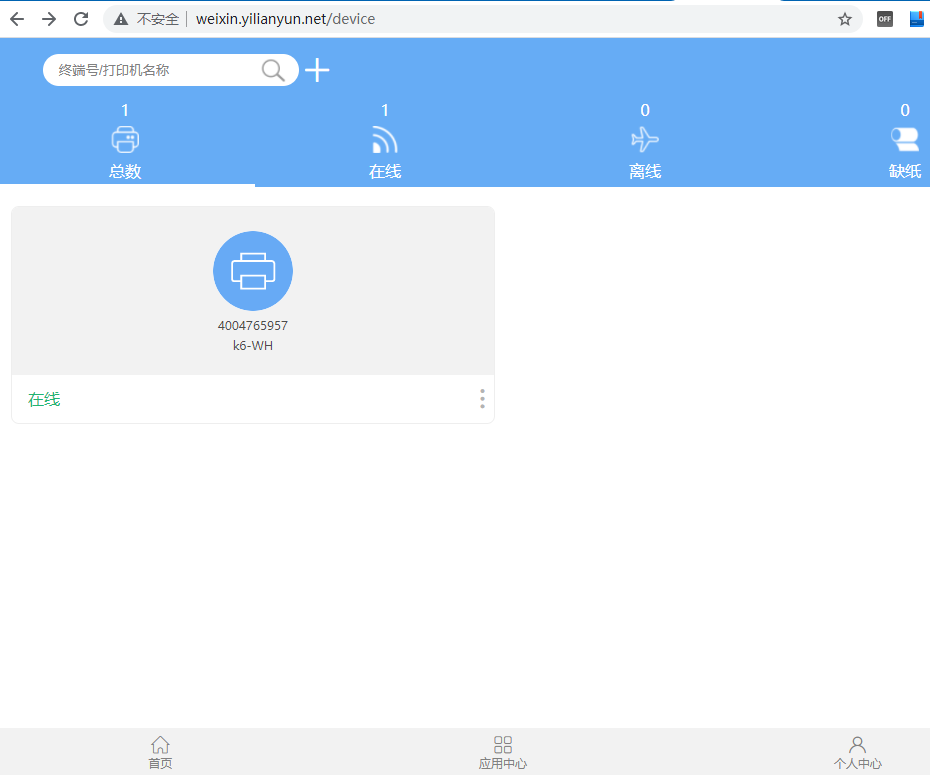 不安全 weixin.yilianyun.net/device
OFF
终端号/打印机名称
1 1 0 0
总数 在线 离线 缺纸
4004765957
k6-WH
在线
首页 应用中心 个人中心